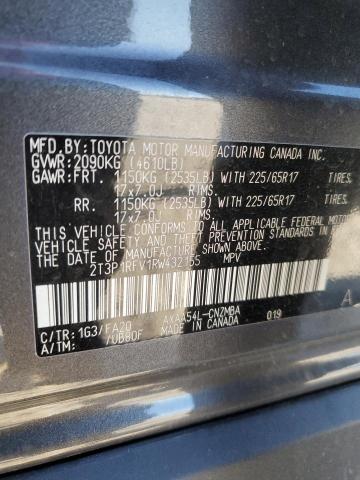 MFD.BY:TOYOTA MOTOR MANUFACTURING CANADA INC.
GVWR:2090KG (4610LB)
GAWR:FRT. 1150KG (2535LB) WITH 225/65R17 TIRES,
17x7.0J RIMS,
RR. 1150KG (2535LB) WITH 225/65R17 TIRES,
17x7.0J RIMS,
THIS VEHICLE CONFORMS TO ALL APPLICABLE FEDERAL MOTOR
VEHICLE SAFETY, BUMPER, AND THEFT PREVENTION STANDARDS IN EFFECT ON
THE DATE OF MANUFACTURE SHOWN ABOVE.
2T3P1RFV1RW432155 MPV
C/TR:1G3/FA20 AXAA54L-CNZMBA 019
A/TM: /UB80F
A